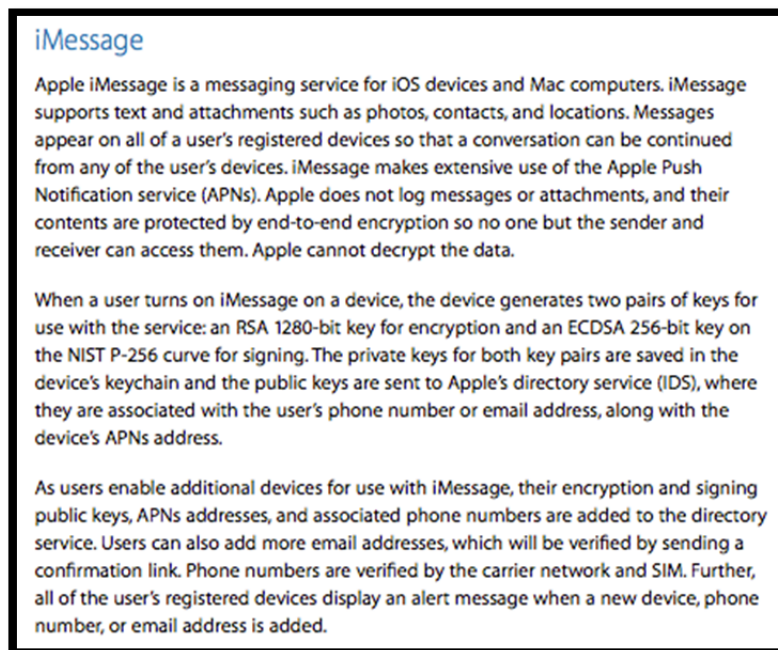 iMessage
Apple iMessage is a messaging service for iOS devices and Mac computers. iMessage
supports text and attachments such as photos, contacts, and locations. Messages
appear on all of a user's registered devices so that a conversation can be continued
from any of the user's devices. iMessage makes extensive use of the Apple Push
Notification service (APNs). Apple does not log messages or attachments, and their
contents are protected by end-to-end encryption so no one but the sender and
receiver can access them. Apple cannot decrypt the data.
When a user turns on iMessage on a device, the device generates two pairs of keys for
use with the service: an RSA 1280-bit key for encryption and an ECDSA 256-bit key on
the NIST P-256 curve for signing. The private keys for both key pairs are saved in the
device's keychain and the public keys are sent to Apple's directory service (IDS), where
they are associated with the user's phone number or email address, along with the
device's APNs address.
As users enable additional devices for use with iMessage, their encryption and signing
public keys, APNs addresses, and associated phone numbers are added to the directory
service. Users can also add more email addresses, which will be verified by sending a
confirmation link. Phone numbers are verified by the carrier network and SIM. Further,
all of the user's registered devices display an alert message when a new device, phone
number, or email address is added.